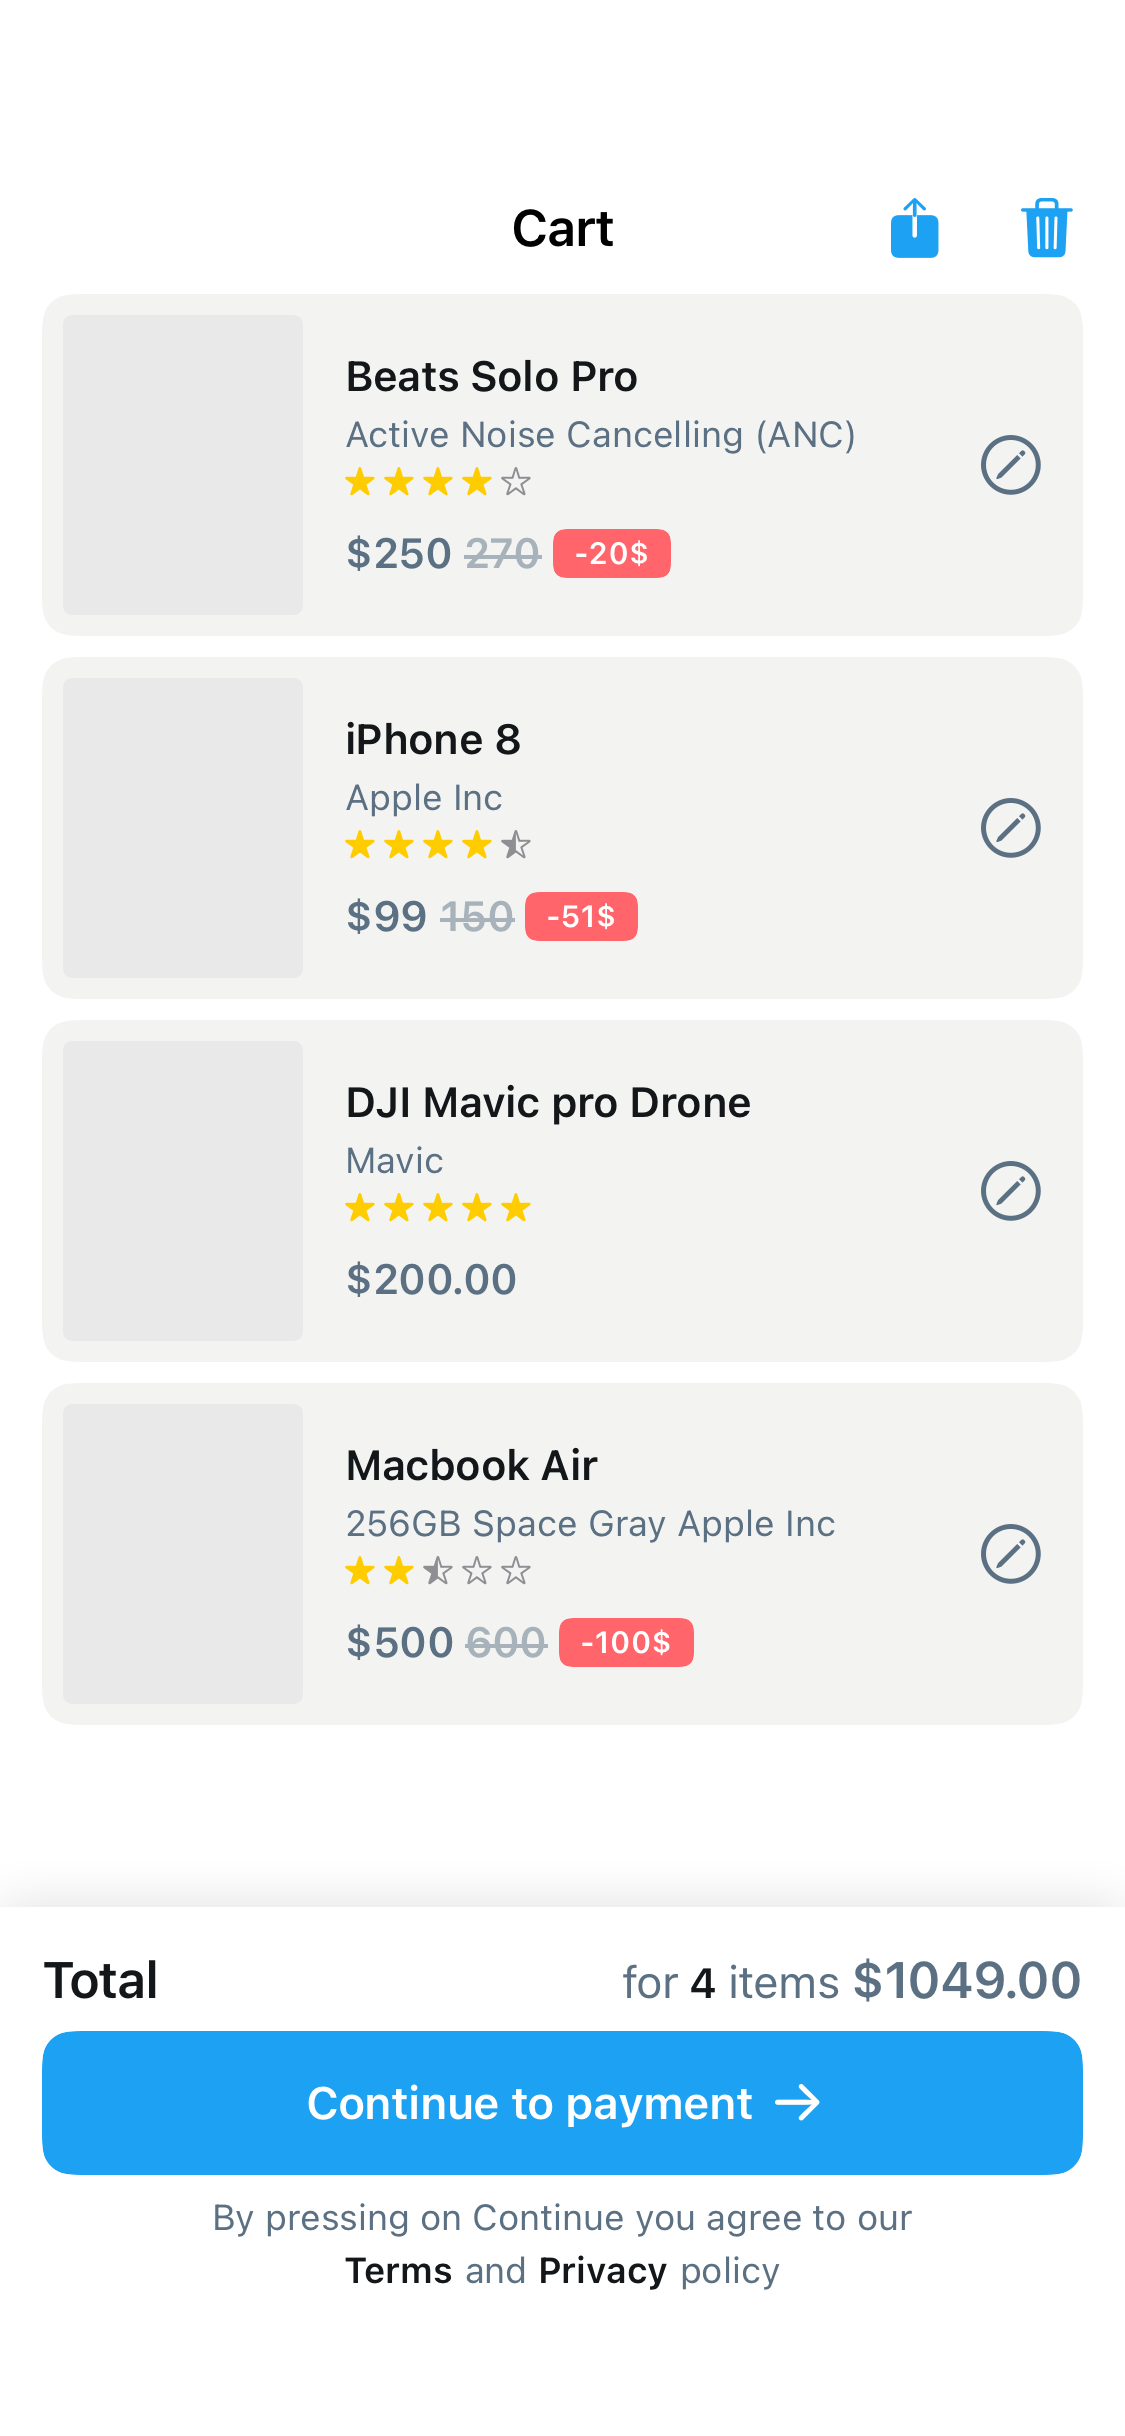 Cart
Beats Solo Pro
Active Noise Cancelling (ANC)
$250 270 -20$
iPhone 8
Apple Inc
$99 150 -51$
DJI Mavic pro Drone
Mavic
$200.00
Macbook Air
256GB Space Gray Apple Inc
$500 600 -100$
Total for 4 items $1049.00
Continue to payment
By pressing on Continue you agree to our
Terms and Privacy policy